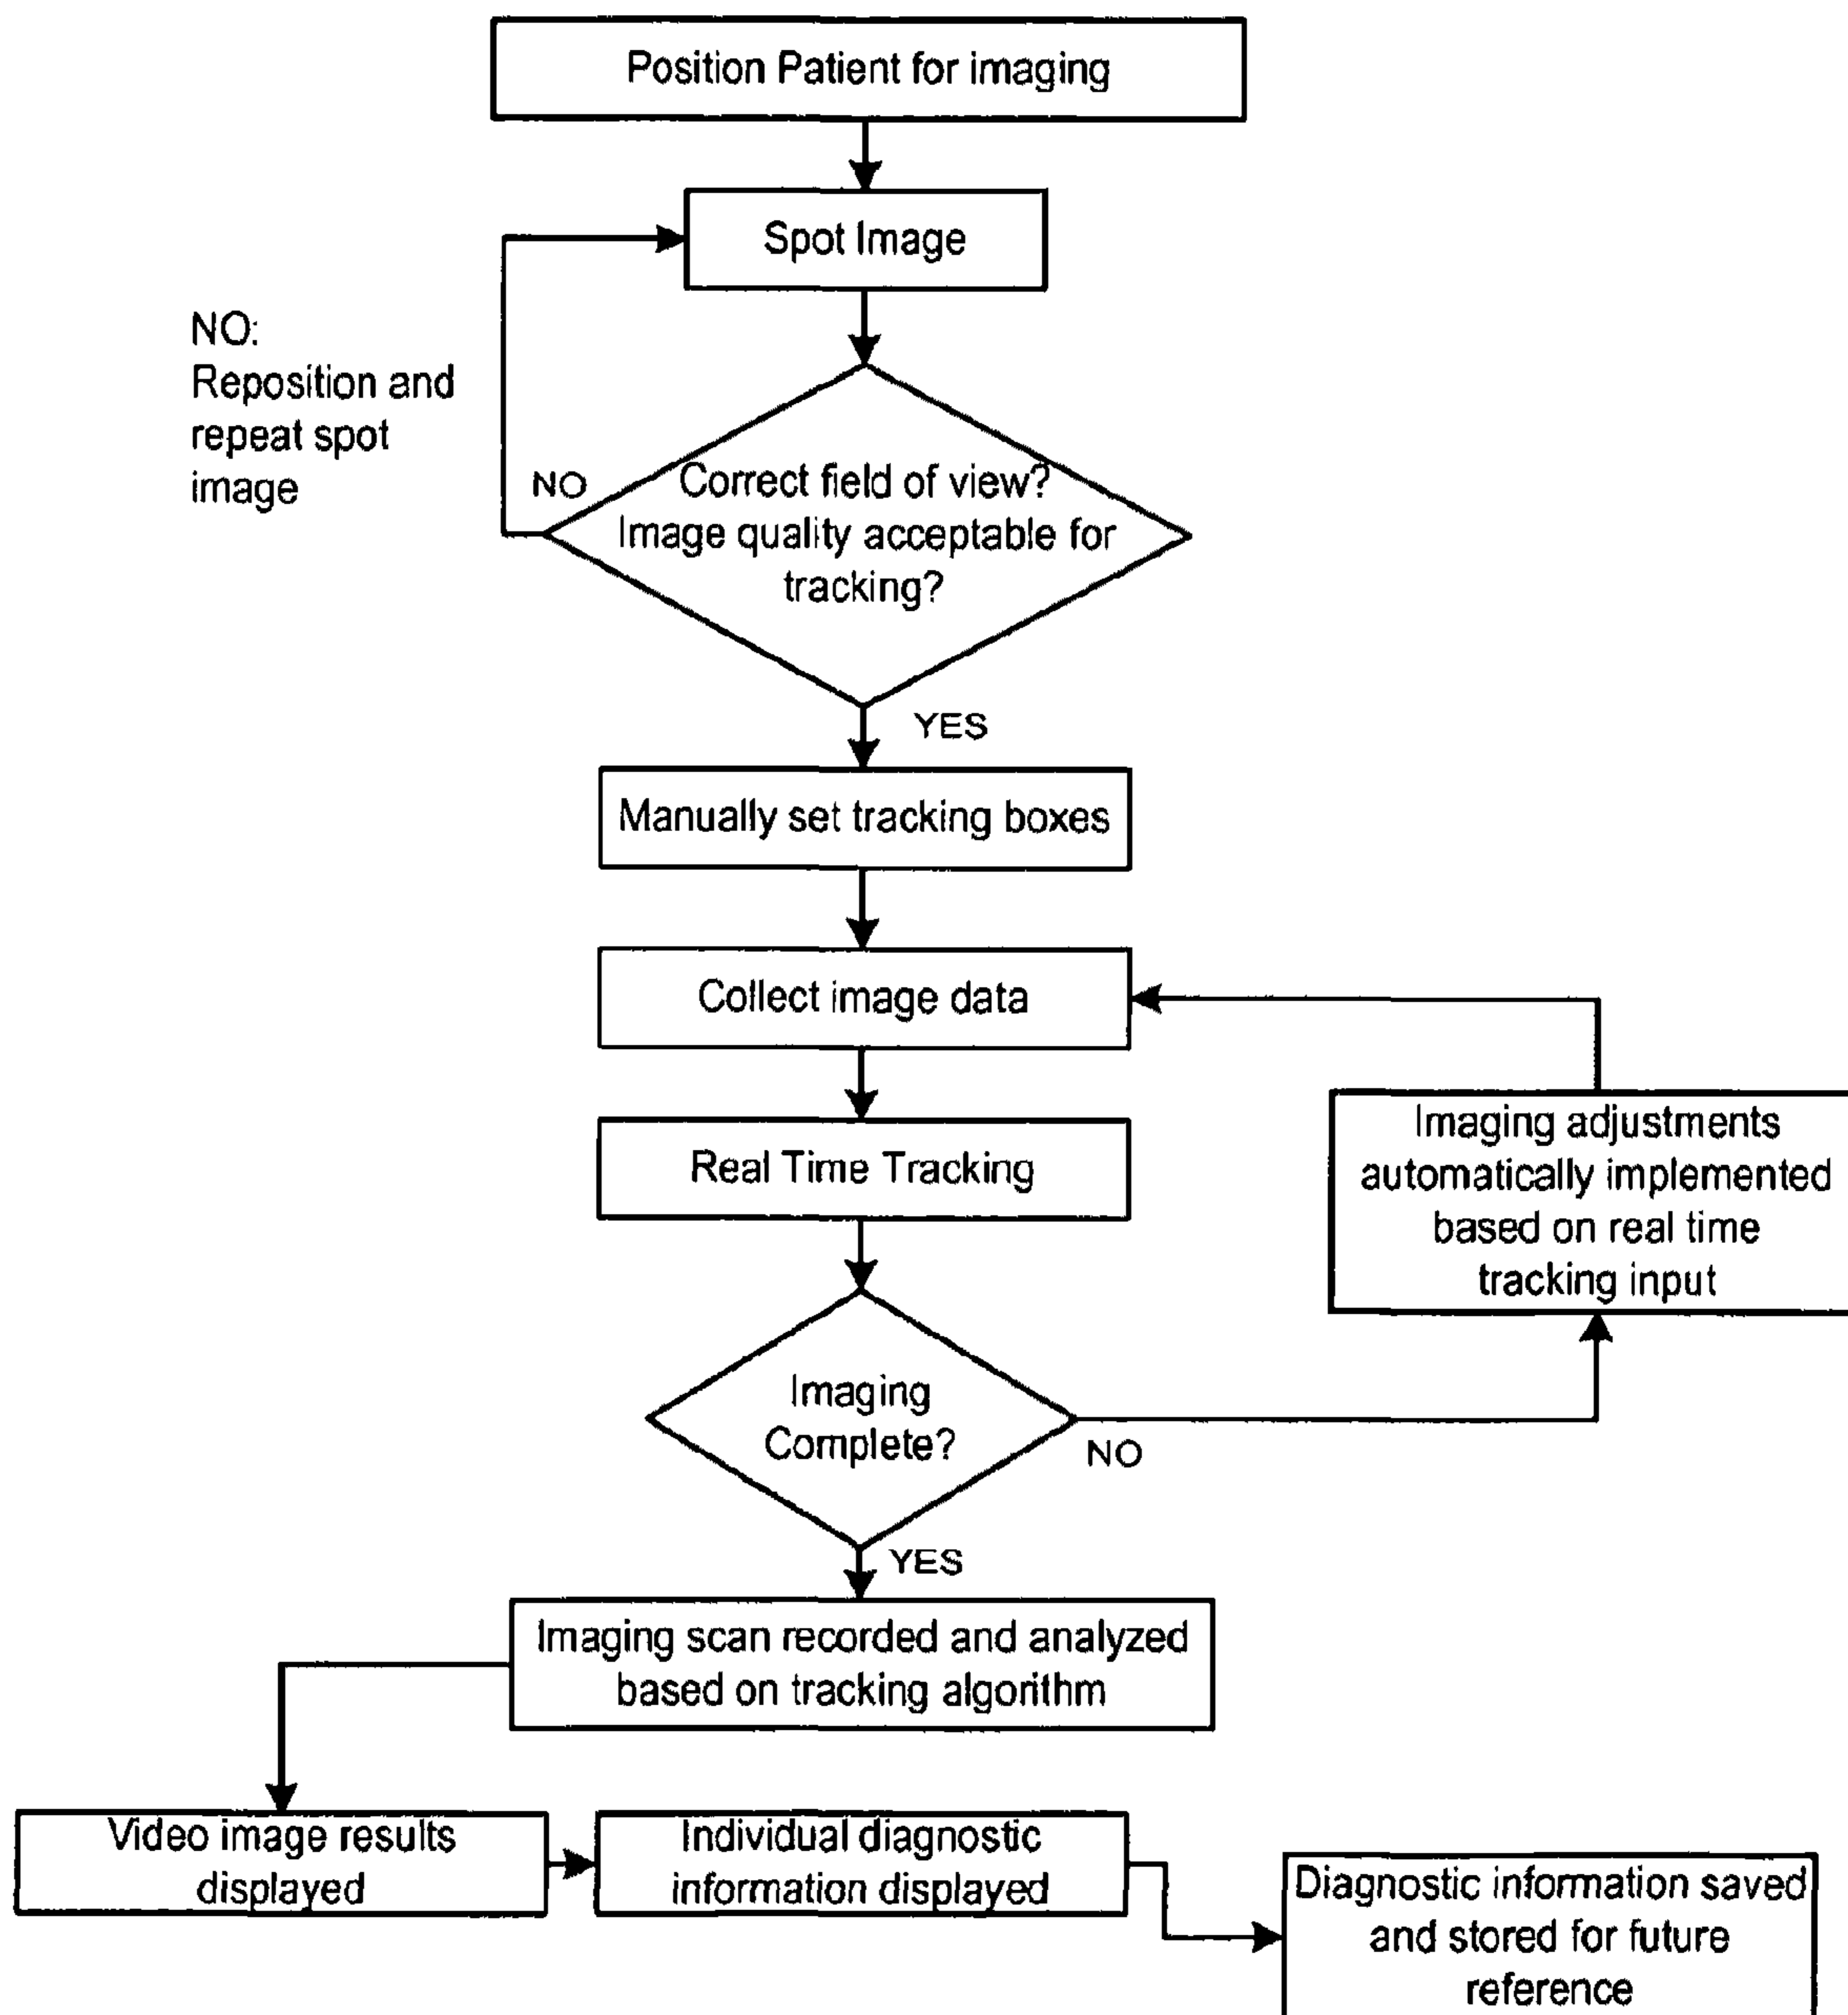 Position Patient for imaging
Spot Image
NO:
Reposition and
repeat spot
image
NO
Correct field of view?
Image quality acceptable for
tracking?
YES
Manually set tracking boxes
Collect image data
Real Time Tracking
Imaging adjustments
automatically implemented
based on real time
tracking input
Imaging
Complete?
NO
YES
Imaging scan recorded and analyzed
based on tracking algorithm
Video image results
displayed
Individual diagnostic
information displayed
Diagnostic information saved
and stored for future
reference